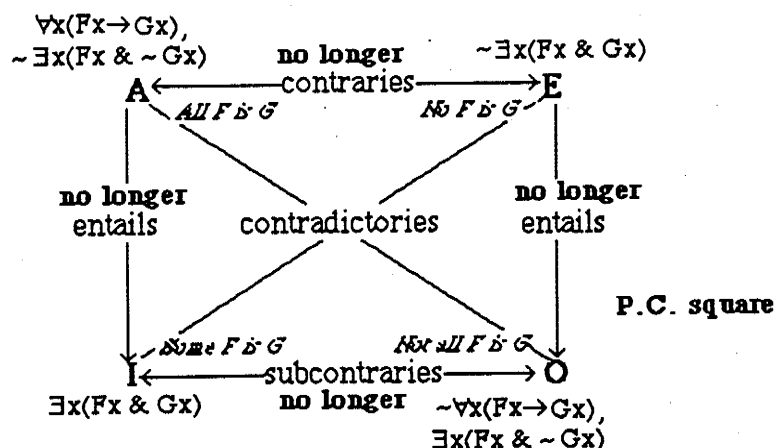 ∀x(Fx→Gx),
~∃x(Fx & ~Gx)
no longer
~∃x(Fx & G)
A
contraries
E
All F is G
No F is G
no longer
entails
contradictories
no longer
entails
P.C. square
Some F is G
Not all F is G
I
subcontraries
O
∃x(Fx & Gx)
no longer
~∀x(Fx→Gx),
∃x(Fx & ~Gx)